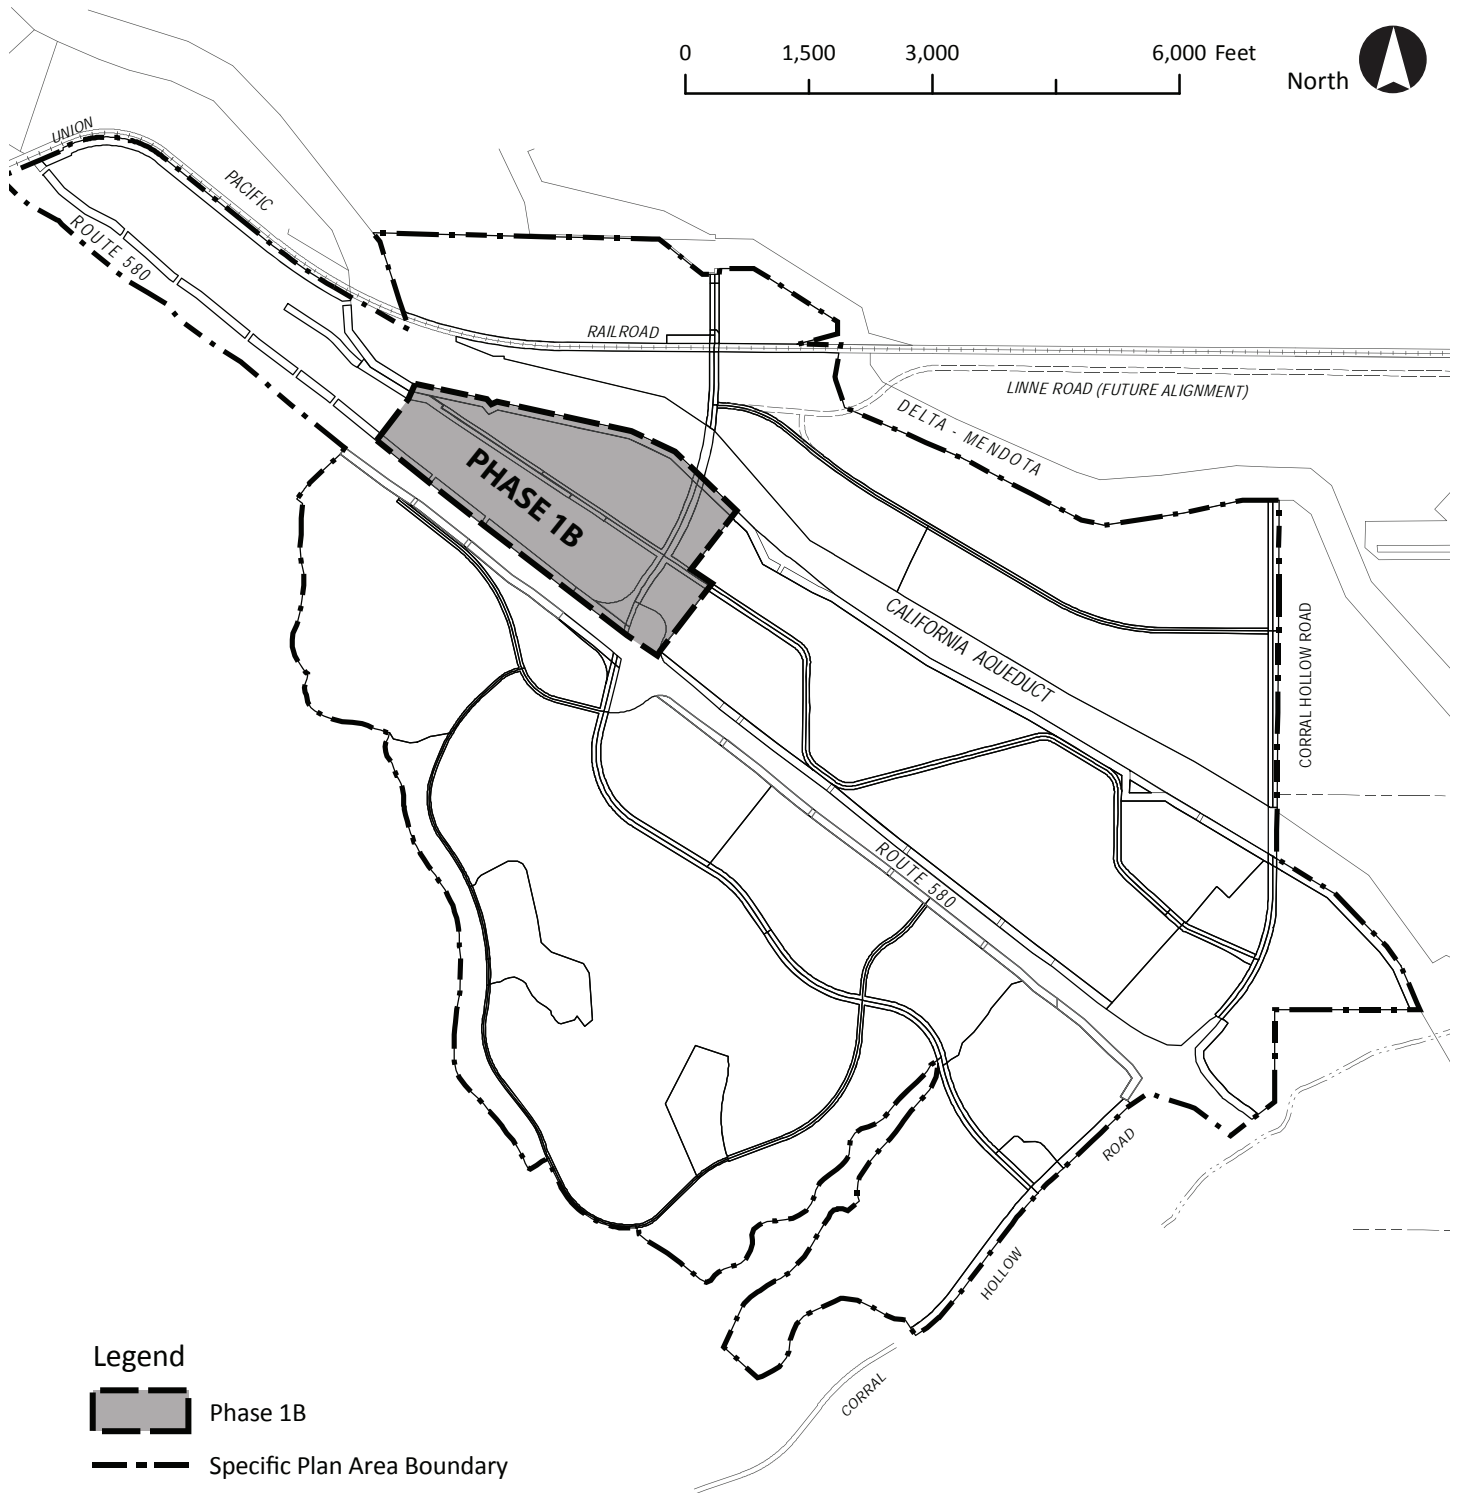 0 1,500 3,000 6,000 Feet
North
UNION
PACIFIC
ROUTE 580
RAILROAD
LINNE ROAD (FUTURE ALIGNMENT)
DELTA - MENDOTA
PHASE 1B
CALIFORNIA AQUEDUCT
CORRAL HOLLOW ROAD
ROUTE 580
ROAD
HOLLOW
CORRAL
Legend
Phase 1B
Specific Plan Area Boundary